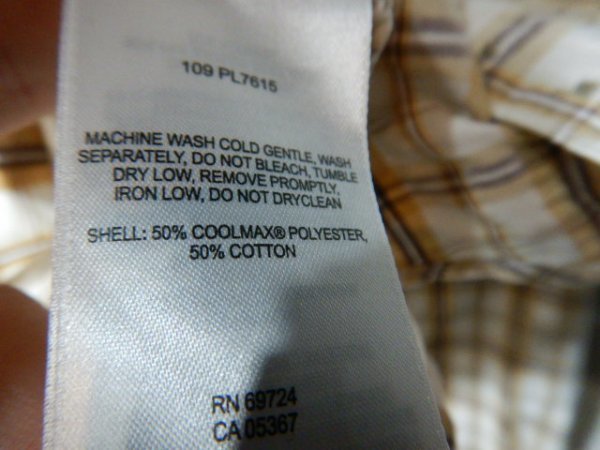 109 PL7615
MACHINE WASH COLD GENTLE, WASH
SEPARATELY, DO NOT BLEACH, TUMBLE
DRY LOW, REMOVE PROMPTLY,
IRON LOW, DO NOT DRYCLEAN
SHELL: 50% COOLMAX® POLYESTER,
50% COTTON
RN 69724
CA 05367